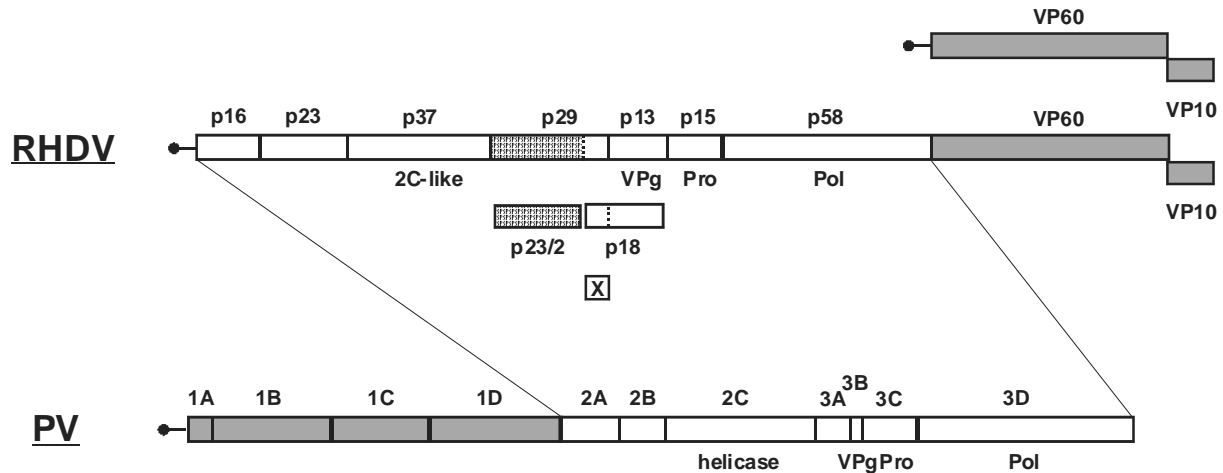 VP60
VP10
p16 p23 p37 p29 p13 p15 p58 VP60
RHDV
2C-like VPg Pro Pol
VP10
p23/2 p18
X
3B
1A 1B 1C 1D 2A 2B 2C 3A 3C 3D
PV
helicase VPg Pro Pol